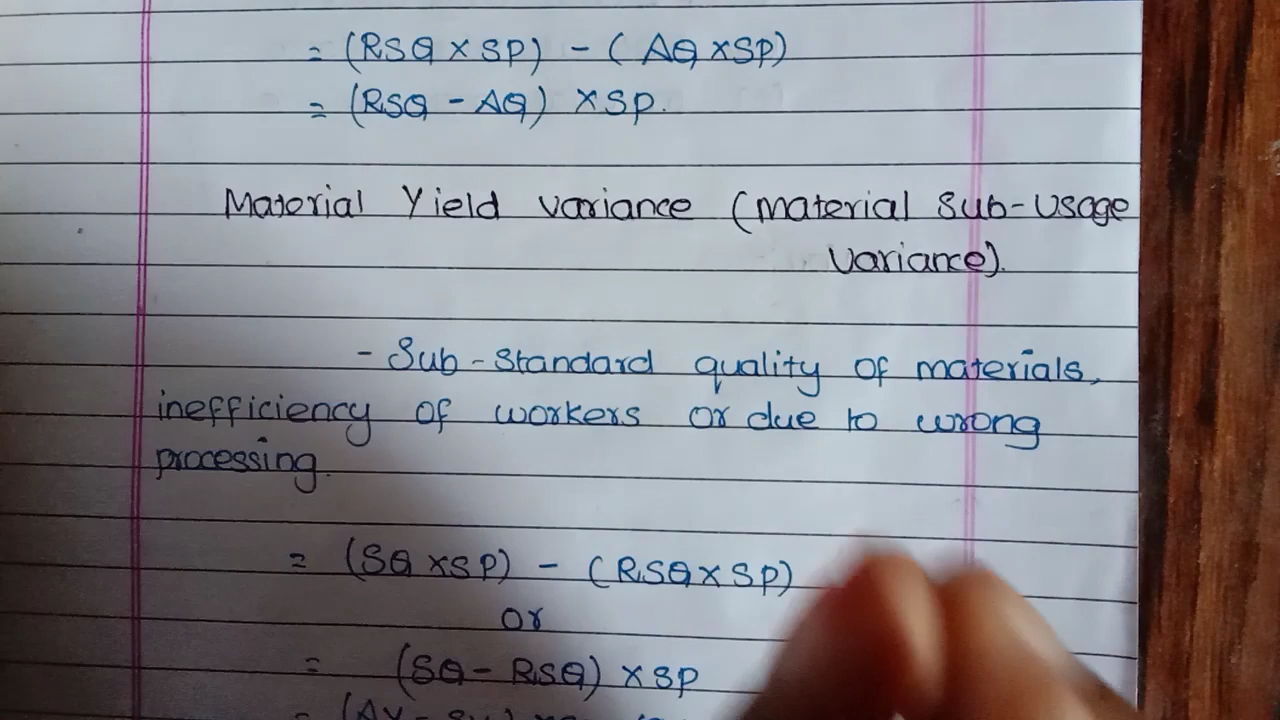 = (RSQ × SP) - (AQ × SP)
= (RSQ - AQ) × SP.
Material Yield variance (Material Sub-Usage
Variance).
- Sub-Standard quality of materials,
inefficiency of workers or due to wrong
processing.
= (SQ × SP) - (RSQ × SP)
or
= (SQ - RSQ) × SP